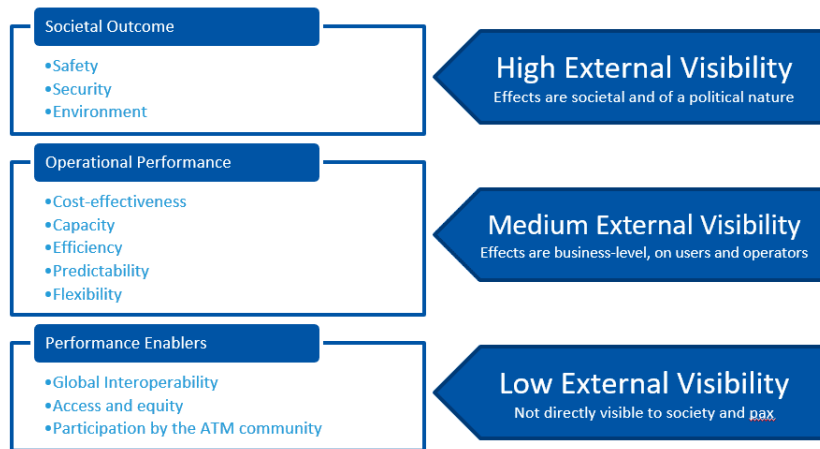 Societal Outcome
•Safety
•Security
•Environment
High External Visibility
Effects are societal and of a political nature
Operational Performance
•Cost-effectiveness
•Capacity
•Efficiency
•Predictability
•Flexibility
Medium External Visibility
Effects are business-level, on users and operators
Performance Enablers
•Global Interoperability
•Access and equity
•Participation by the ATM community
Low External Visibility
Not directly visible to society and pax